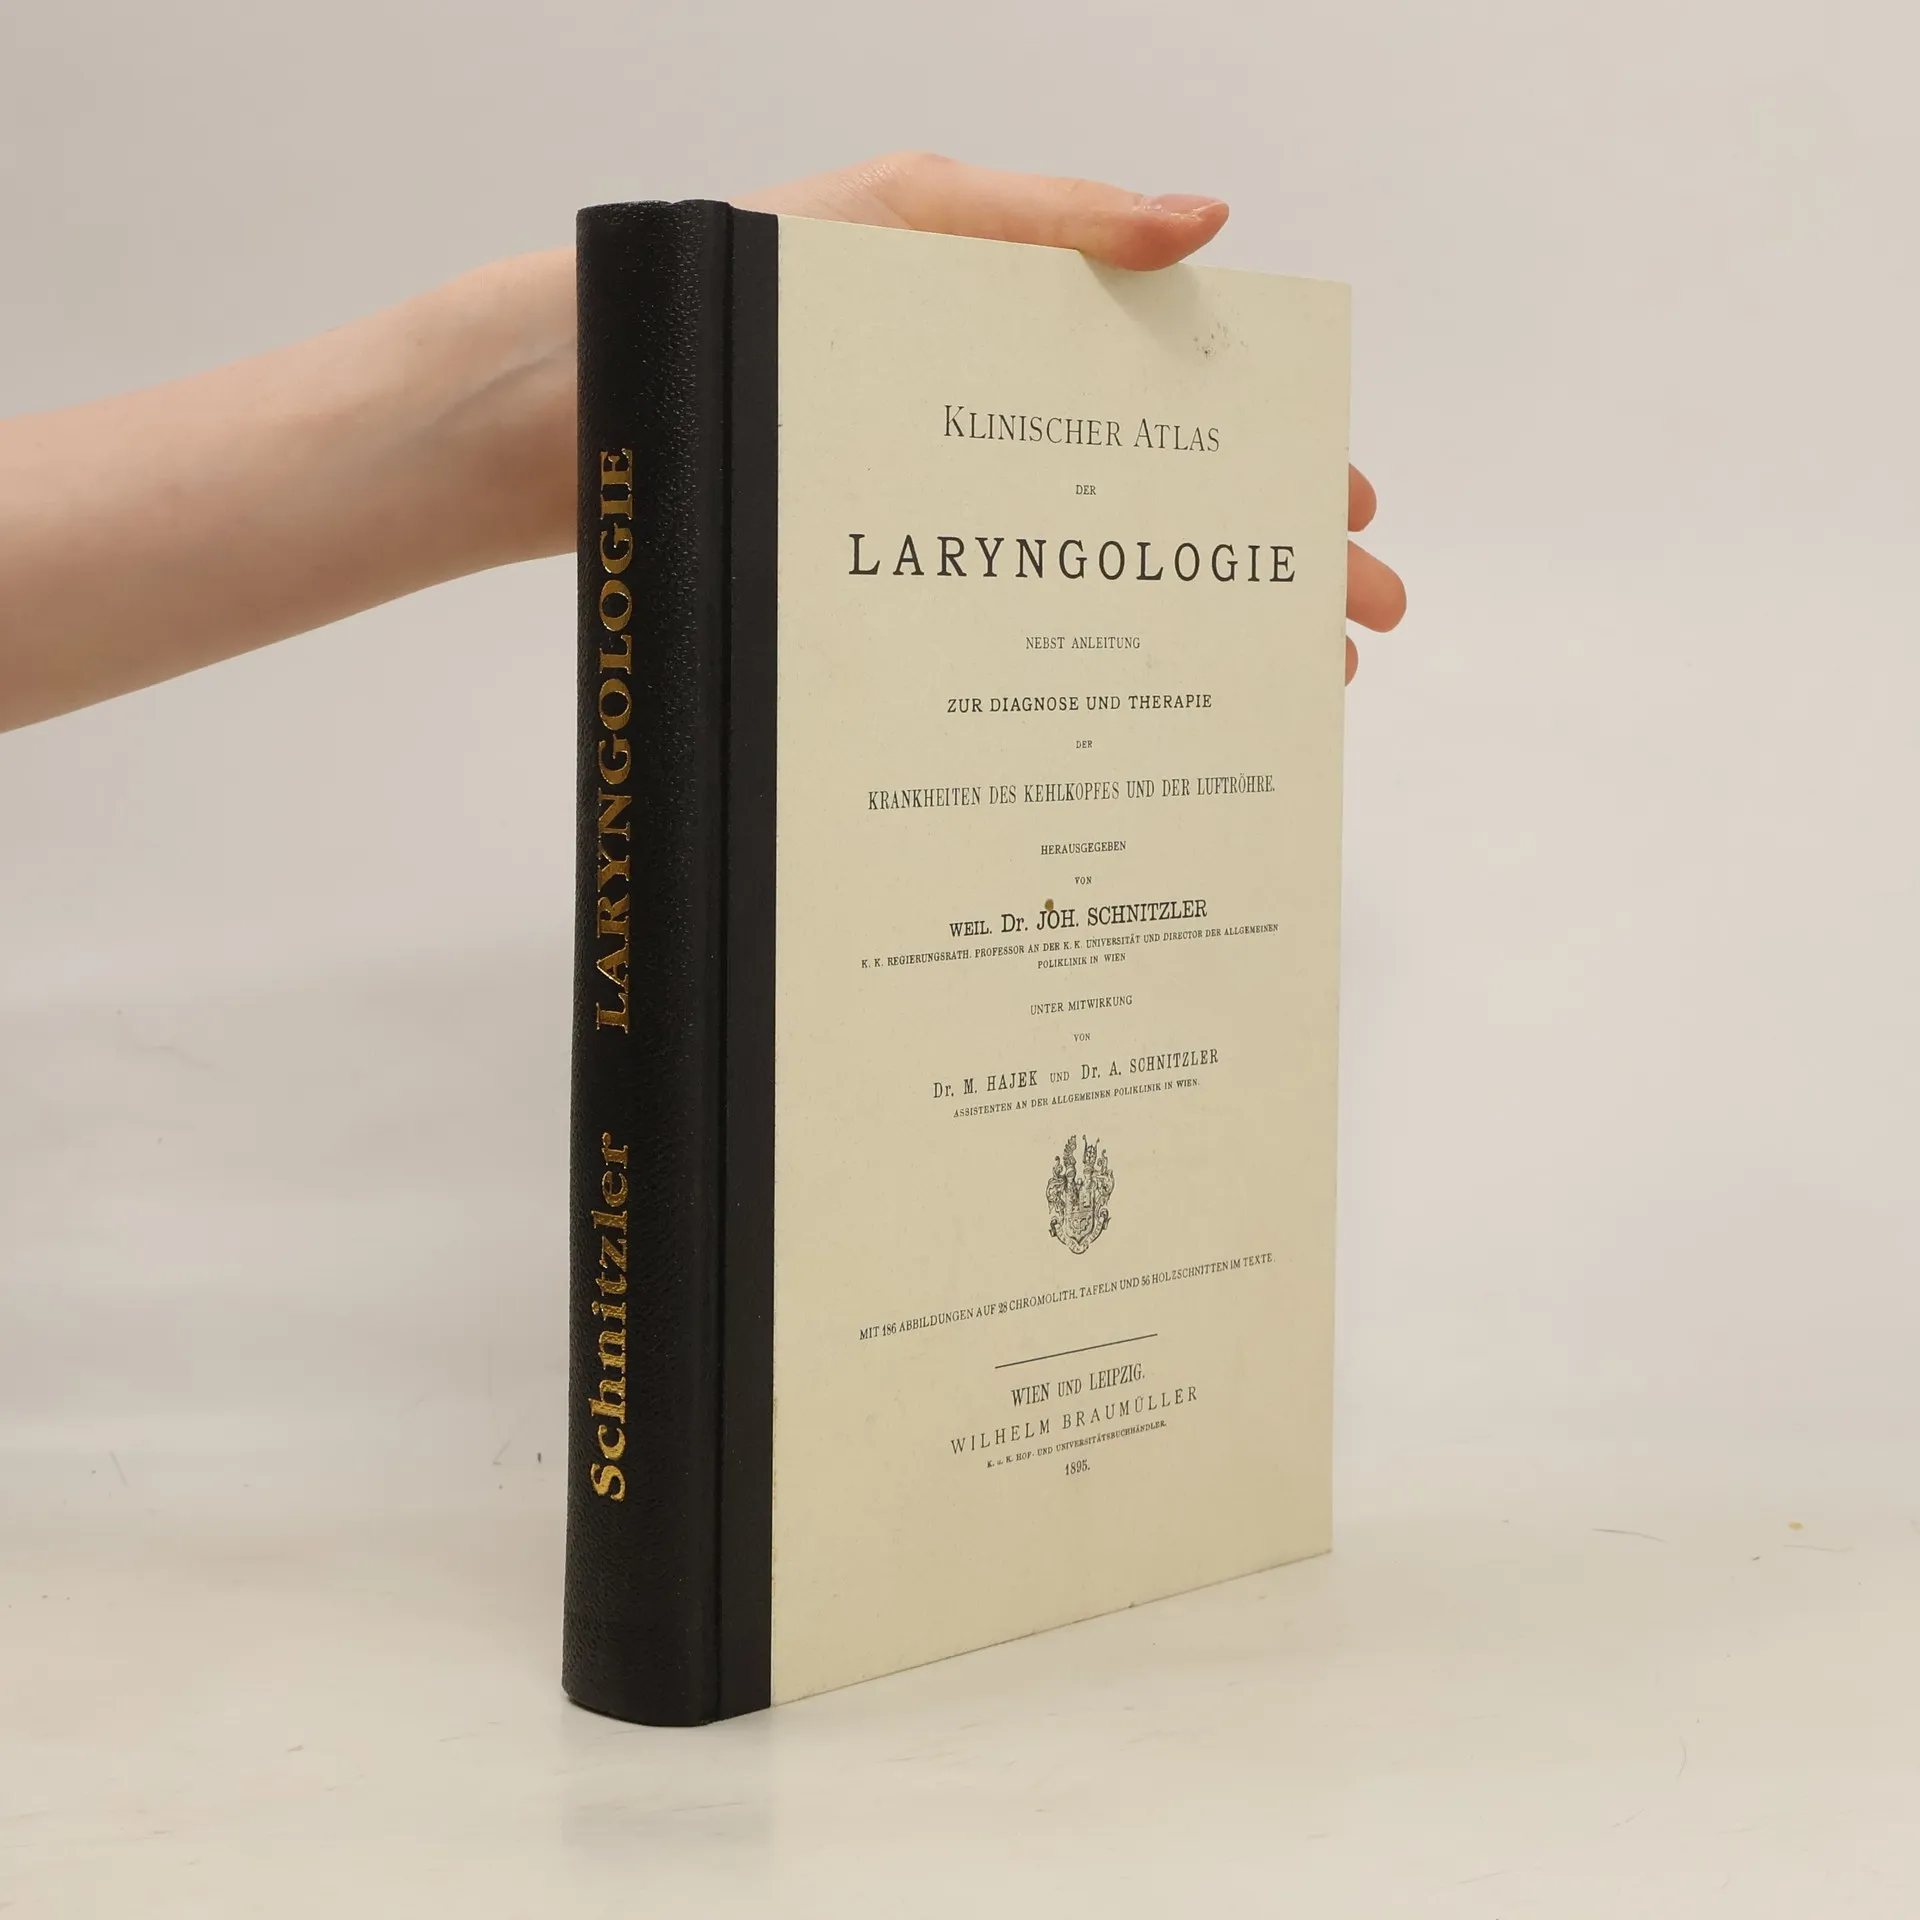 Schnitzler LARYNGOLOGIE
KLINISCHER ATLAS
DER
LARYNGOLOGIE
NEBST ANLEITUNG
ZUR DIAGNOSE UND THERAPIE
DER
KRANKHEITEN DES KEHLKOPFES UND DER LUFTRÖHRE.
HERAUSGEGEBEN
VON
WEIL. Dr. JOH. SCHNITZLER
K. K. REGIERUNGSRATH, PROFESSOR AN DER K. K. UNIVERSITÄT UND DIRECTOR DER ALLGEMEINEN
POLIKLINIK IN WIEN
UNTER MITWIRKUNG
VON
Dr. M. HAJEK UND Dr. A. SCHNITZLER
ASSISTENTEN AN DER ALLGEMEINEN POLIKLINIK IN WIEN.
MIT 186 ABBILDUNGEN AUF 28 CHROMOLITH. TAFELN UND 56 HOLZSCHNITTEN IM TEXTE.
WIEN UND LEIPZIG.
WILHELM BRAUMÜLLER
K. u. K. HOF- UND UNIVERSITÄTSBUCHHÄNDLER.
1895.